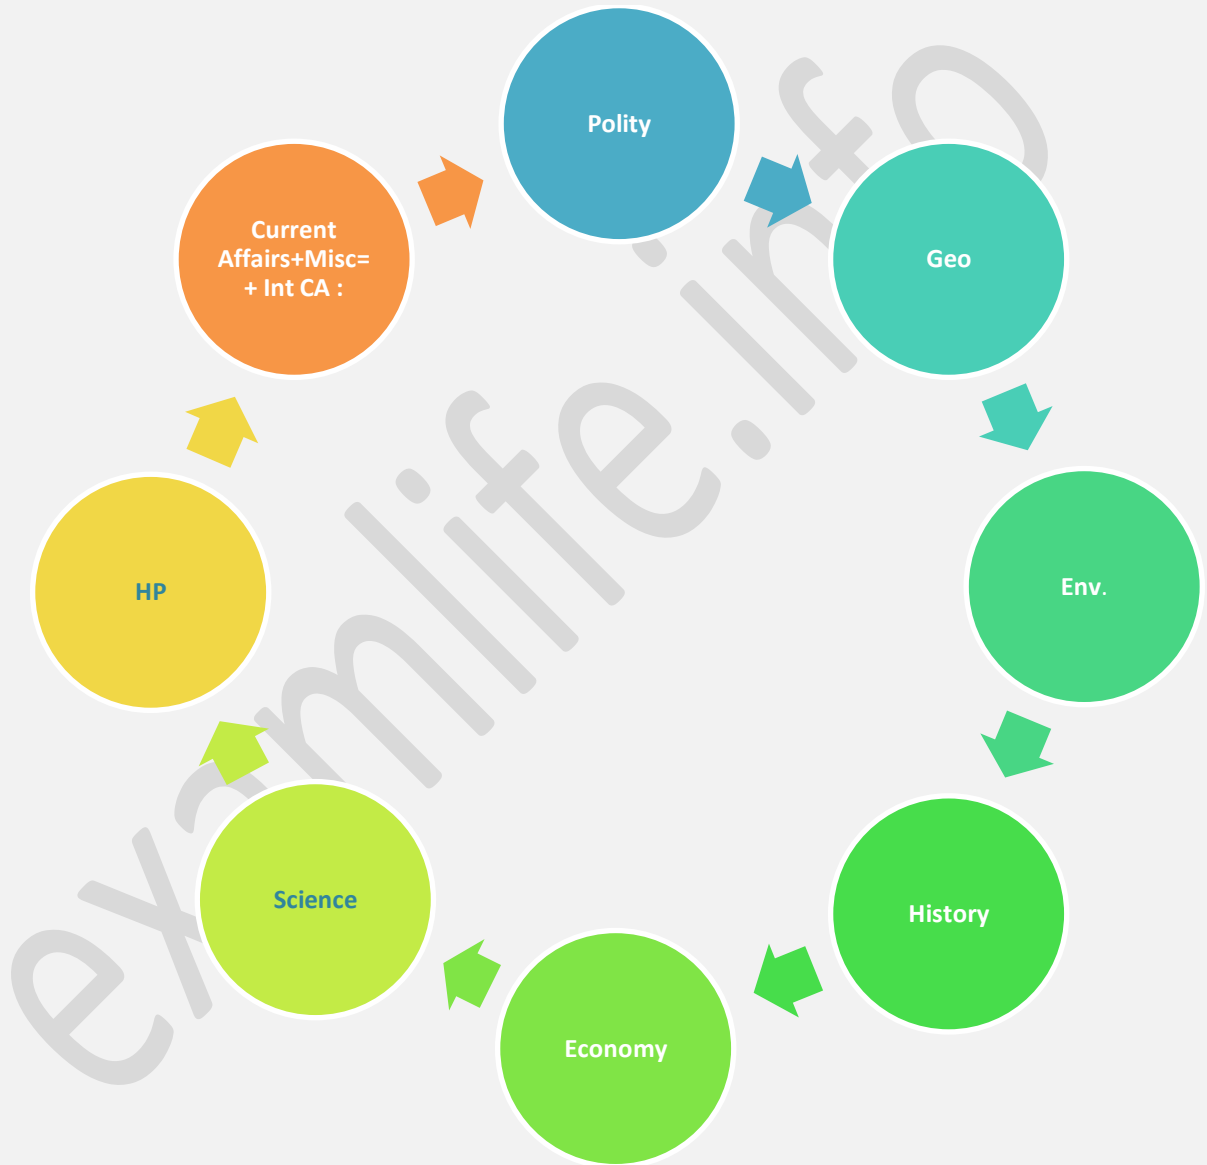 Polity
Geo
Env.
History
Economy
Science
HP
Current
Affairs+Misc=
+ Int CA :
examlife.info